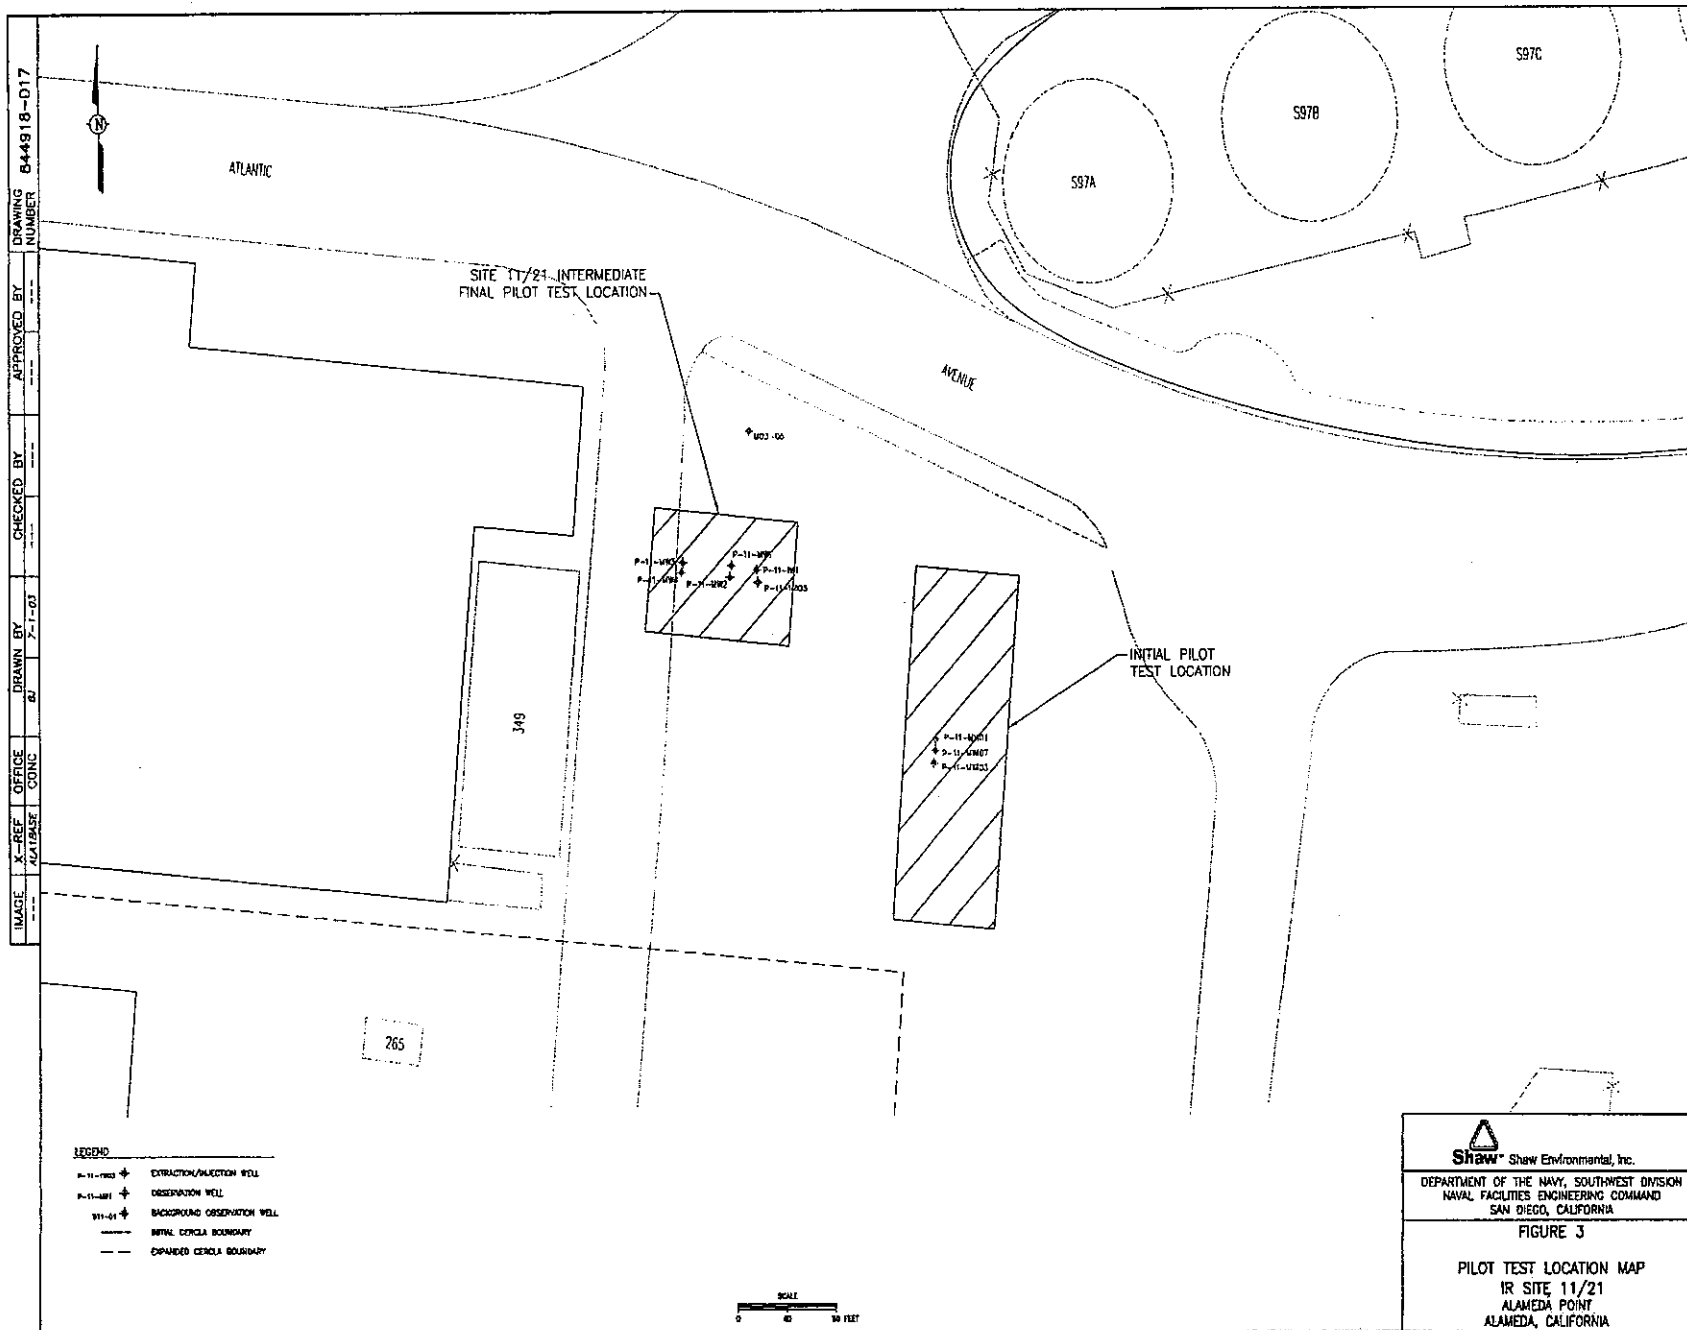 DRAWING NUMBER 844918-D17
APPROVED BY
CHECKED BY
DRAWN BY
7-1-03
OFFICE
CONC
X-REF
IMAGE
ATLANTIC
S97A
S97B
S97C
SITE 11/21 INTERMEDIATE
FINAL PILOT TEST LOCATION
AVENUE
INITIAL PILOT
TEST LOCATION
349
265
LEGEND
EXTRACTION/INJECTION WELL
OBSERVATION WELL
BACKGROUND OBSERVATION WELL
INITIAL CERCLA BOUNDARY
EXPANDED CERCLA BOUNDARY
SCALE
0
FEET
Shaw Shaw Environmental, Inc.
DEPARTMENT OF THE NAVY, SOUTHWEST DIVISION
NAVAL FACILITIES ENGINEERING COMMAND
SAN DIEGO, CALIFORNIA
FIGURE 3
PILOT TEST LOCATION MAP
IR SITE 11/21
ALAMEDA POINT
ALAMEDA, CALIFORNIA
N